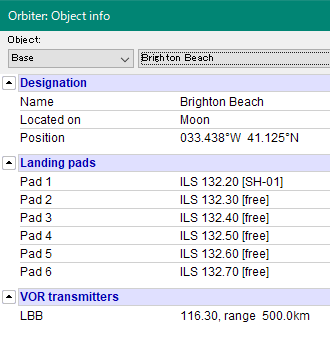 Orbiter: Object info
Object:
Base Brighton Beach
Designation
Name Brighton Beach
Located on Moon
Position 033.438°W 41.125°N
Landing pads
Pad 1 ILS 132.20 [SH-01]
Pad 2 ILS 132.30 [free]
Pad 3 ILS 132.40 [free]
Pad 4 ILS 132.50 [free]
Pad 5 ILS 132.60 [free]
Pad 6 ILS 132.70 [free]
VOR transmitters
LBB 116.30, range 500.0km